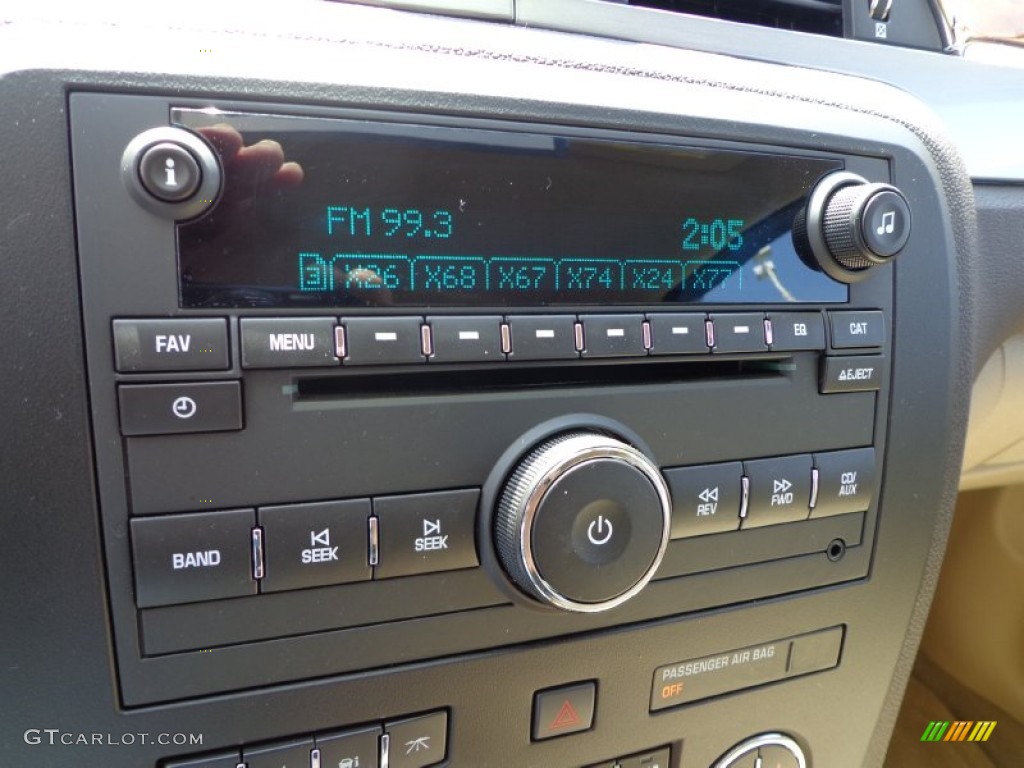 i
FM 99.3
2:05
3 X26 X68 X67 X74 X24 X77
FAV
MENU
EQ
CAT
EJECT
BAND
SEEK
SEEK
REV
FWD
CD/
AUX
PASSENGER AIR BAG
OFF
GTCARLOT.COM